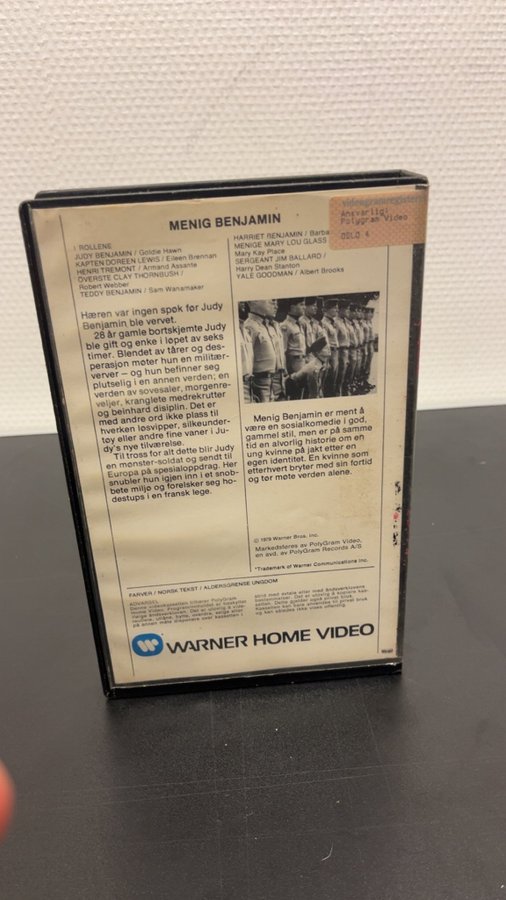 videogramregisteret
Ansvarlig:
Polygram Video
OSLO 4
MENIG BENJAMIN
I ROLLENE:
JUDY BENJAMIN / Goldie Hawn
KAPTEN DOREEN LEWIS / Eileen Brennan
HENRI TREMONT / Armand Assante
ØVERSTE CLAY THORNBUSH /
Robert Webber
TEDDY BENJAMIN / Sam Wanamaker
HARRIET BENJAMIN / Barba
MENIGE MARY LOU GLASS
Mary Kay Place
SERGEANT JIM BALLARD /
Harry Dean Stanton
YALE GOODMAN / Albert Brooks
Hæren var ingen spøk før Judy
Benjamin ble vervet.
28 år gamle bortskjemte Judy
ble gift og enke i løpet av seks
timer. Blendet av tårer og des-
perasjon møter hun en militær-
verver – og hun befinner seg
plutselig i en annen verden; en
verden av sovesaler, morgenre-
veljer, kranglete medrekrutter
og beinhard disiplin. Det er
med andre ord ikke plass til
hverken løsvipper, silkeunder-
tøy eller andre fine vaner i Ju-
dy's nye tilværelse.
Til tross for alt dette blir Judy
en mønster-soldat og sendt til
Europa på spesialoppdrag. Her
snubler hun igjen inn i et snob-
bete miljø og forelsker seg ho-
destups i en fransk lege.
Menig Benjamin er ment å
være en sosialkomedie i god,
gammel stil, men er på samme
tid en alvorlig historie om en
ung kvinne på jakt etter en
egen identitet. En kvinne som
etterhvert bryter med sin fortid
og tør møte verden alene.
© 1979 Warner Bros. Inc.
Markedsføres av PolyGram Video,
en avd. av PolyGram Records A/S
*Trademark of Warner Communications Inc.
FARVER / NORSK TEKST / ALDERSGRENSE UNGDOM
ADVARSEL
Denne videokassetten tilhører PolyGram
WARNER HOME VIDEO